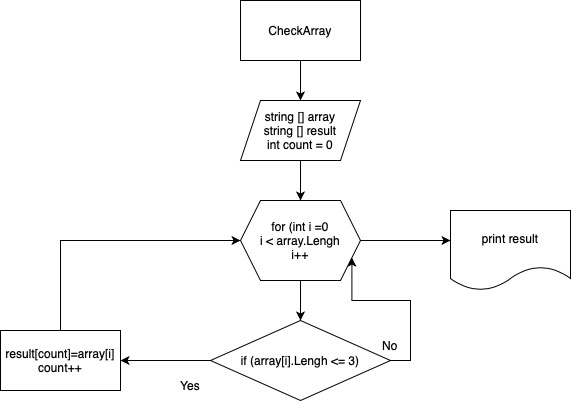 CheckArray
string [] array
string [] result
int count = 0
for (int i =0
i < array.Lengh
i++
print result
if (array[i].Lengh <= 3)
No
result[count]=array[i]
count++
Yes